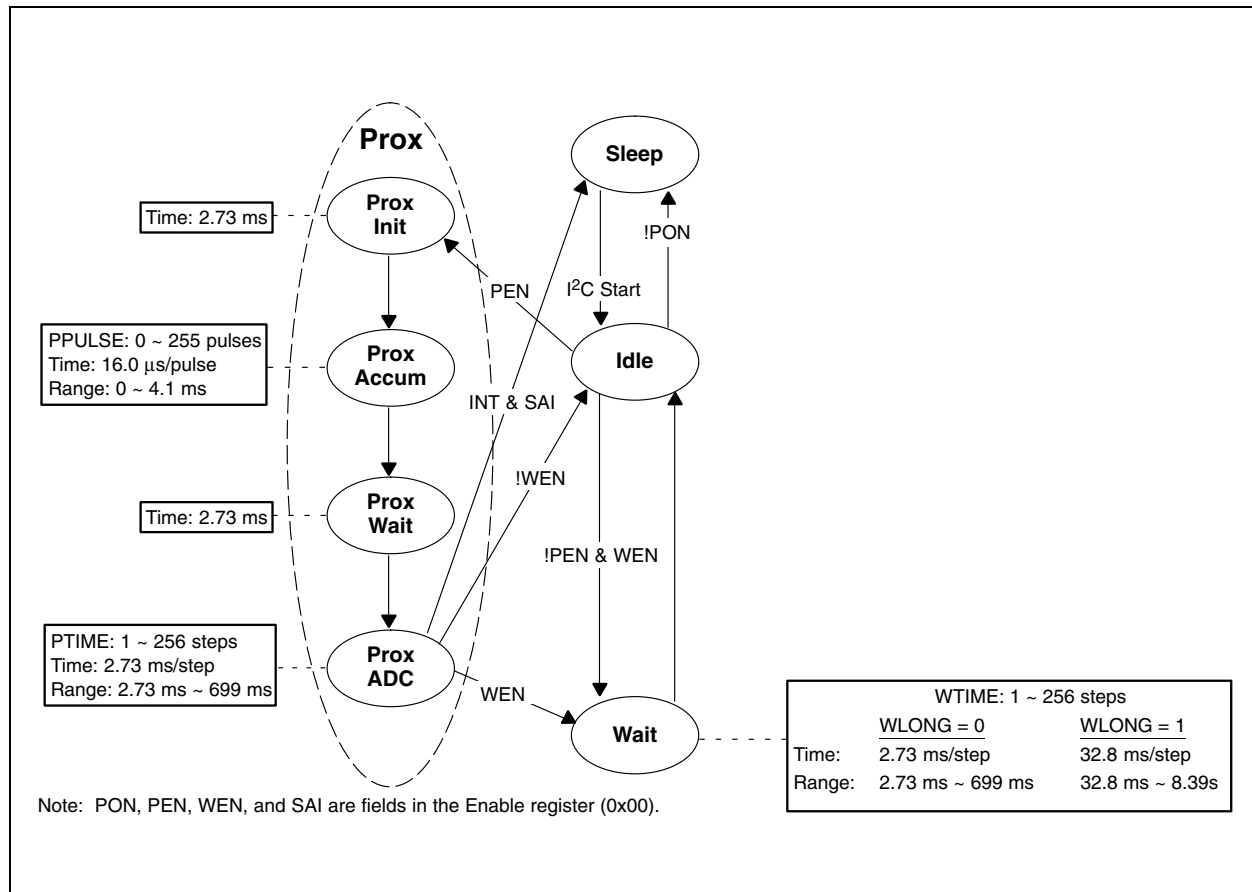 Prox
Sleep
Prox
Init
Time: 2.73 ms
!PON
PEN
I²C Start
PPULSE: 0 ~ 255 pulses
Time: 16.0 μs/pulse
Range: 0 ~ 4.1 ms
Prox
Accum
Idle
INT & SAI
!WEN
Time: 2.73 ms
Prox
Wait
!PEN & WEN
PTIME: 1 ~ 256 steps
Time: 2.73 ms/step
Range: 2.73 ms ~ 699 ms
Prox
ADC
WEN
Wait
WTIME: 1 ~ 256 steps
WLONG = 0 WLONG = 1
Time: 2.73 ms/step 32.8 ms/step
Range: 2.73 ms ~ 699 ms 32.8 ms ~ 8.39s
Note: PON, PEN, WEN, and SAI are fields in the Enable register (0x00).